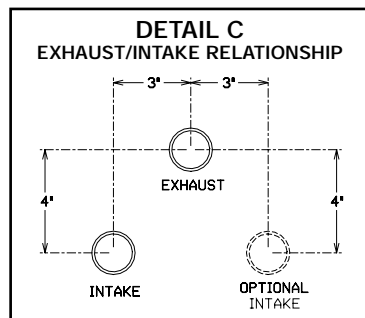 DETAIL C
EXHAUST/INTAKE RELATIONSHIP
3" 3"
EXHAUST
4" 4"
INTAKE
OPTIONAL
INTAKE